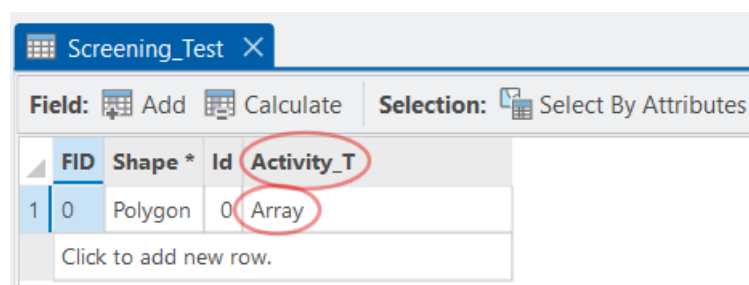 Screening_Test
Field: Add Calculate Selection: Select By Attributes
FID Shape * Id Activity_T
1 0 Polygon 0 Array
Click to add new row.